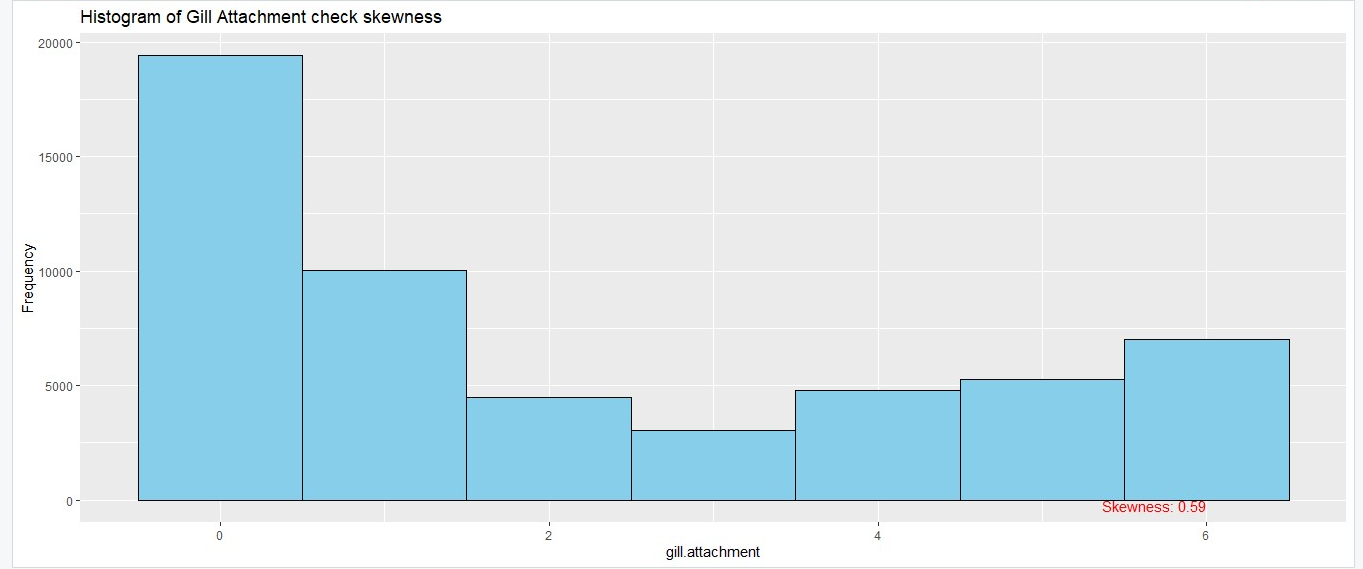 Histogram of Gill Attachment check skewness
20000
15000
10000
5000
0
Frequency
Skewness: 0.59
0
2
4
6
gill.attachment